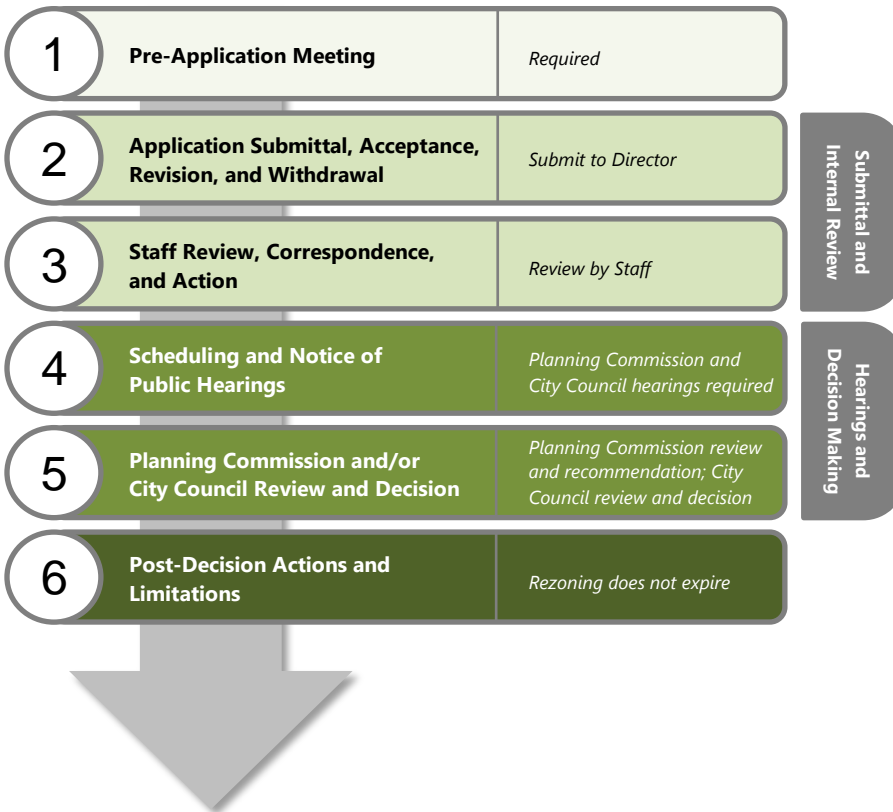 1
Pre-Application Meeting
Required
2
Application Submittal, Acceptance,
Revision, and Withdrawal
Submit to Director
3
Staff Review, Correspondence,
and Action
Review by Staff
Submittal and
Internal Review
4
Scheduling and Notice of
Public Hearings
Planning Commission and
City Council hearings required
5
Planning Commission and/or
City Council Review and Decision
Planning Commission review
and recommendation; City
Council review and decision
Hearings and
Decision Making
6
Post-Decision Actions and
Limitations
Rezoning does not expire